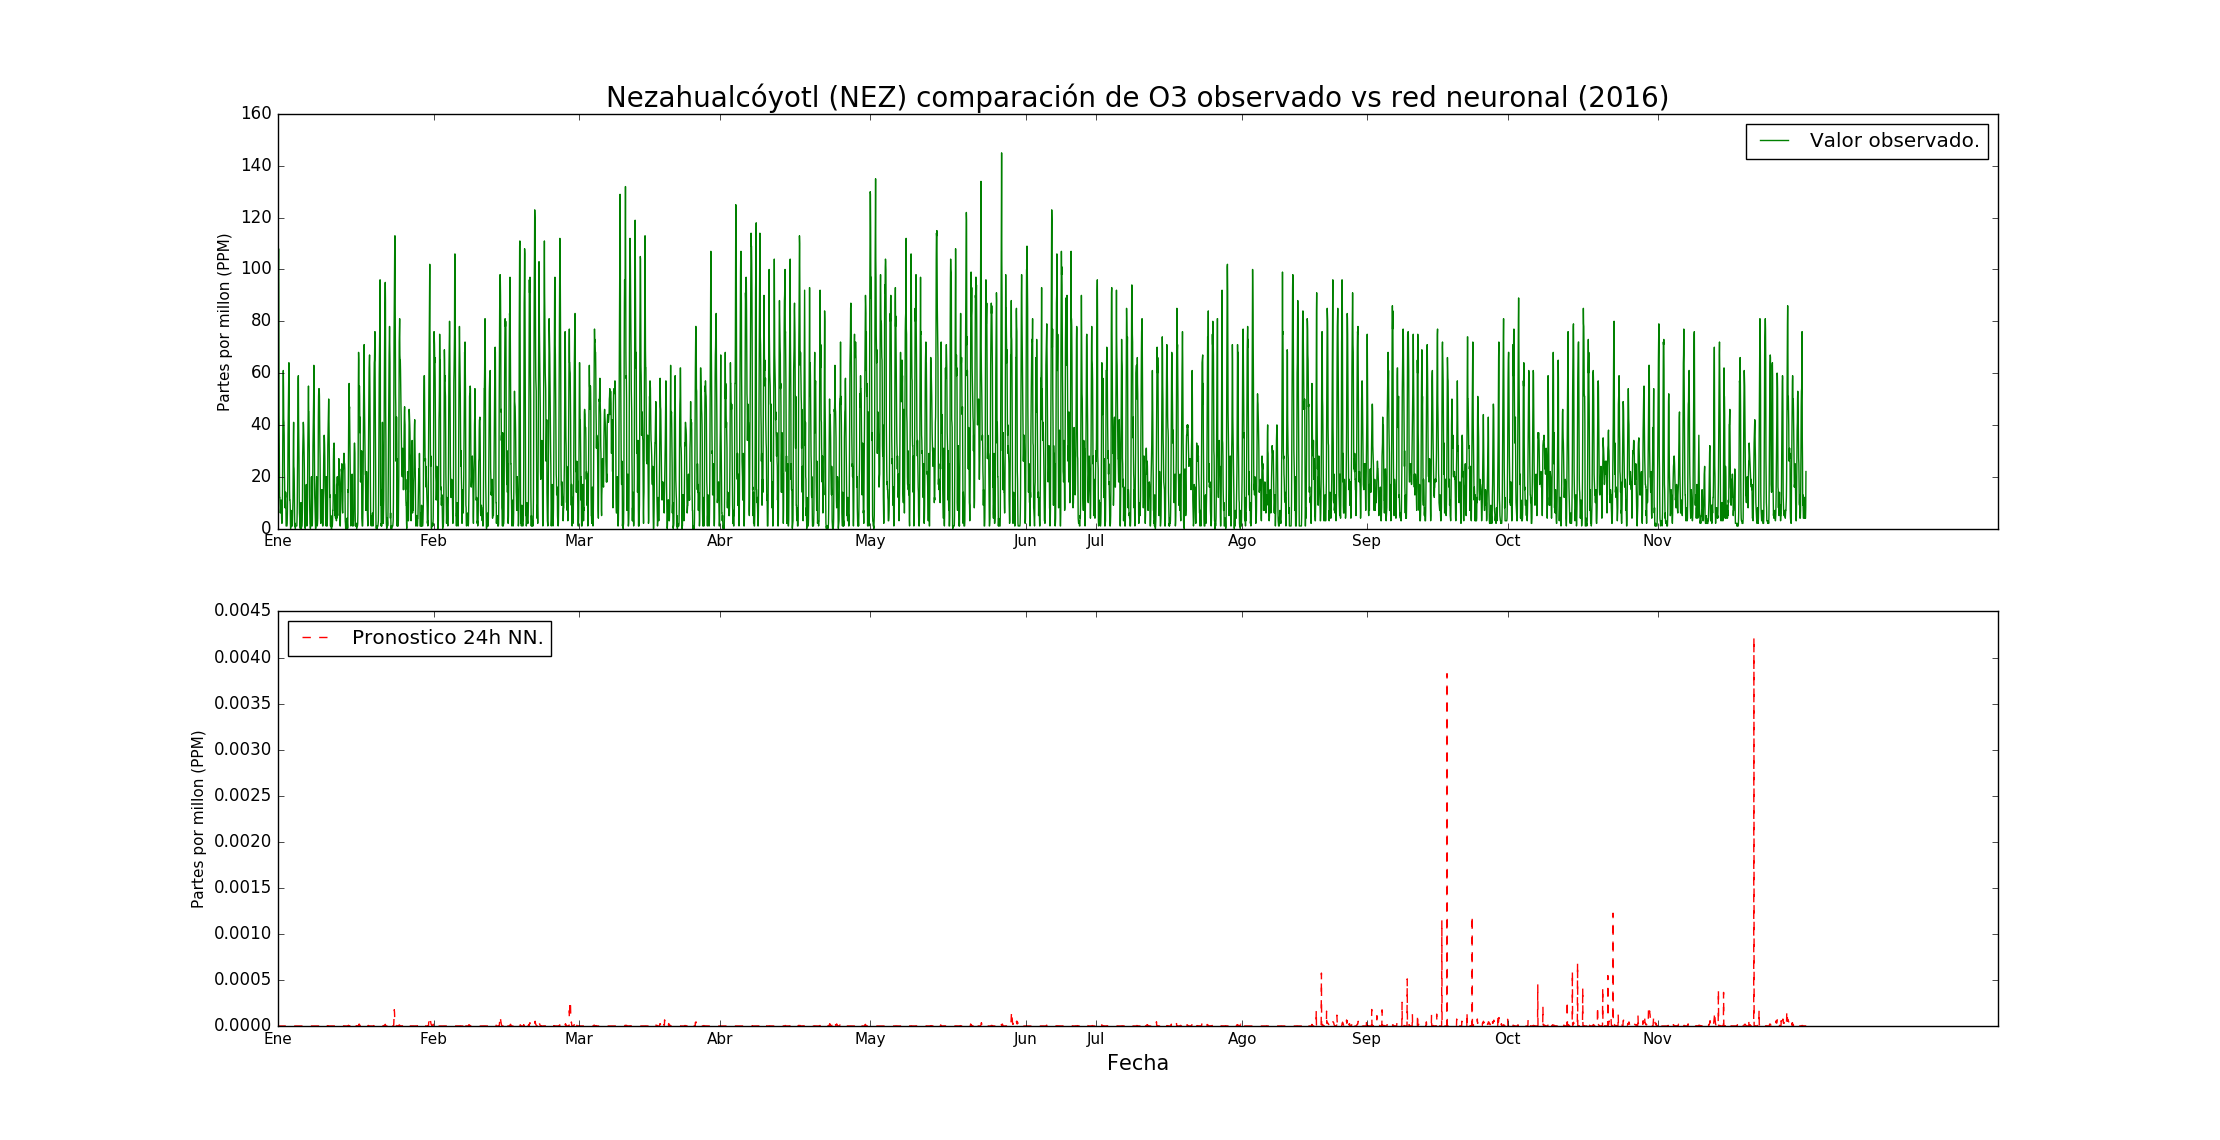 Nezahualcóyotl (NEZ) comparación de O3 observado vs red neuronal (2016)
160
140
120
100
80
60
40
20
0
Partes por millon (PPM)
Valor observado.
Ene Feb Mar Abr May Jun Jul Ago Sep Oct Nov
0.0045
0.0040
0.0035
0.0030
0.0025
0.0020
0.0015
0.0010
0.0005
0.0000
Partes por millon (PPM)
Pronostico 24h NN.
Ene Feb Mar Abr May Jun Jul Ago Sep Oct Nov
Fecha